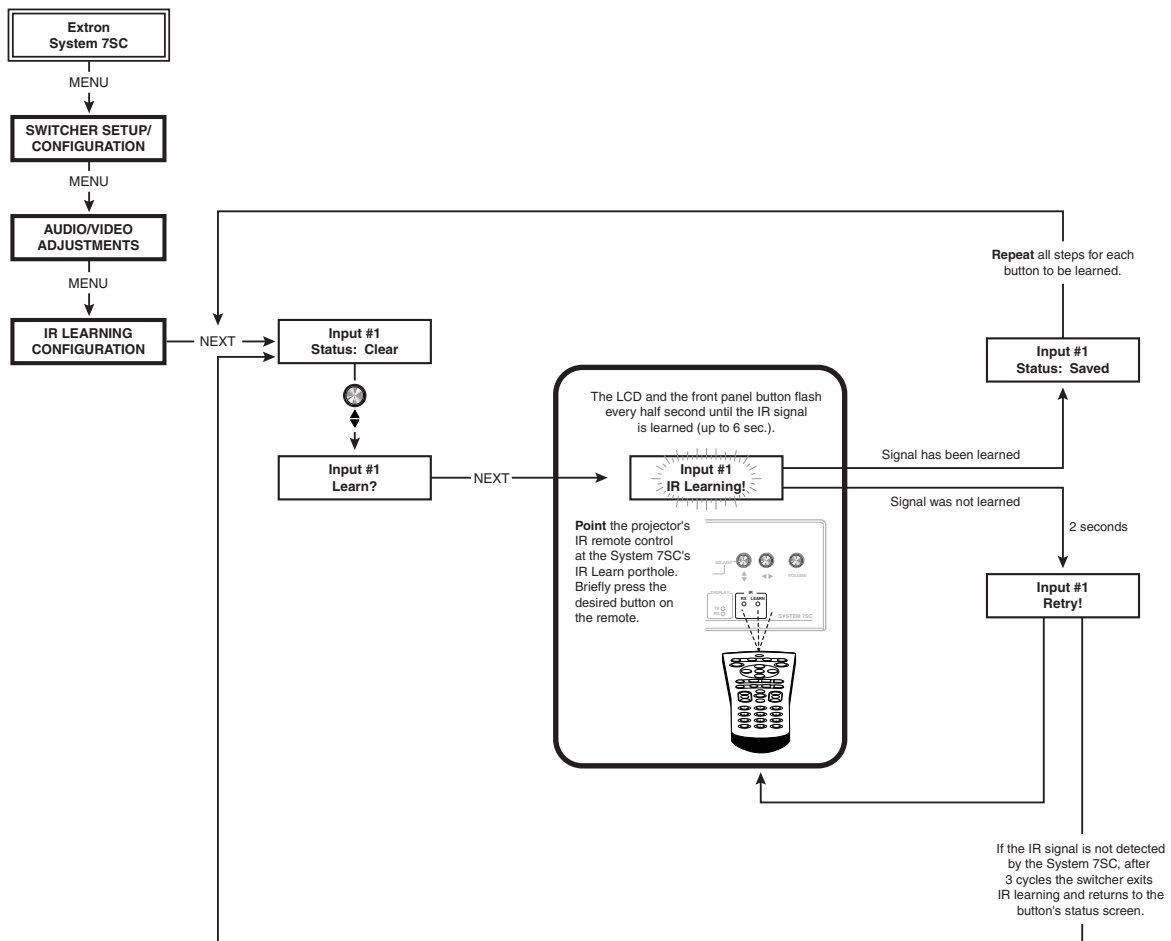 Extron
System 7SC
MENU
SWITCHER SETUP/
CONFIGURATION
MENU
AUDIO/VIDEO
ADJUSTMENTS
MENU
IR LEARNING
CONFIGURATION
NEXT
Input #1
Status: Clear
Input #1
Learn?
NEXT
The LCD and the front panel button flash
every half second until the IR signal
is learned (up to 6 sec.).
Input #1
IR Learning!
Point the projector's
IR remote control
at the System 7SC's
IR Learn porthole.
Briefly press the
desired button on
the remote.
ADJUST
VOLUME
DISPLAY
IR
RX LEARN
TX
RX
SYSTEM 7SC
Signal has been learned
Signal was not learned
Repeat all steps for each
button to be learned.
Input #1
Status: Saved
2 seconds
Input #1
Retry!
If the IR signal is not detected
by the System 7SC, after
3 cycles the switcher exits
IR learning and returns to the
button's status screen.